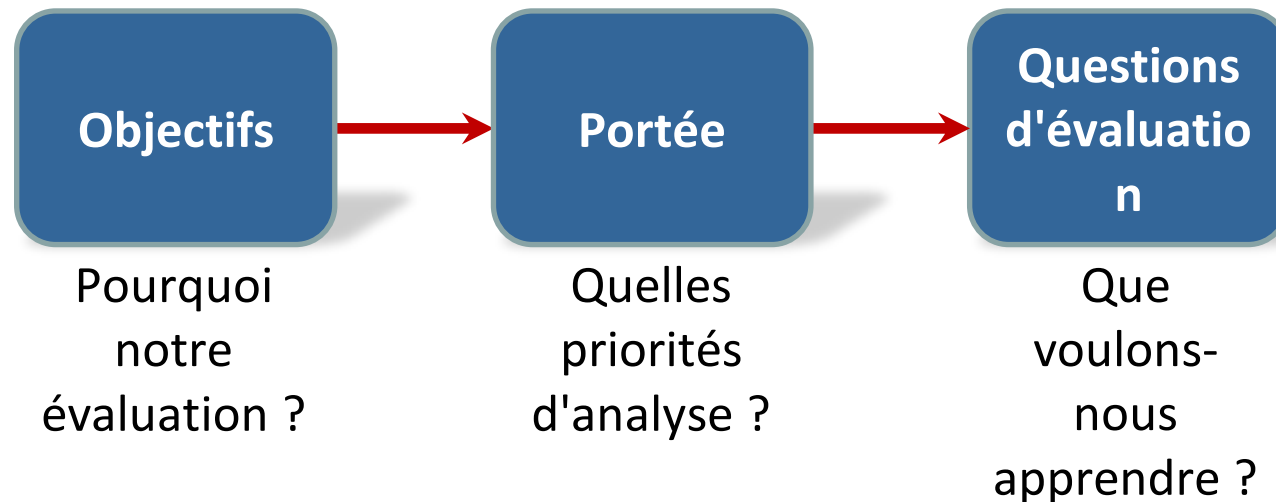 Objectifs
Portée
Questions
d'évaluatio
n
Pourquoi
notre
évaluation ?
Quelles
priorités
d'analyse ?
Que
voulons-
nous
apprendre ?